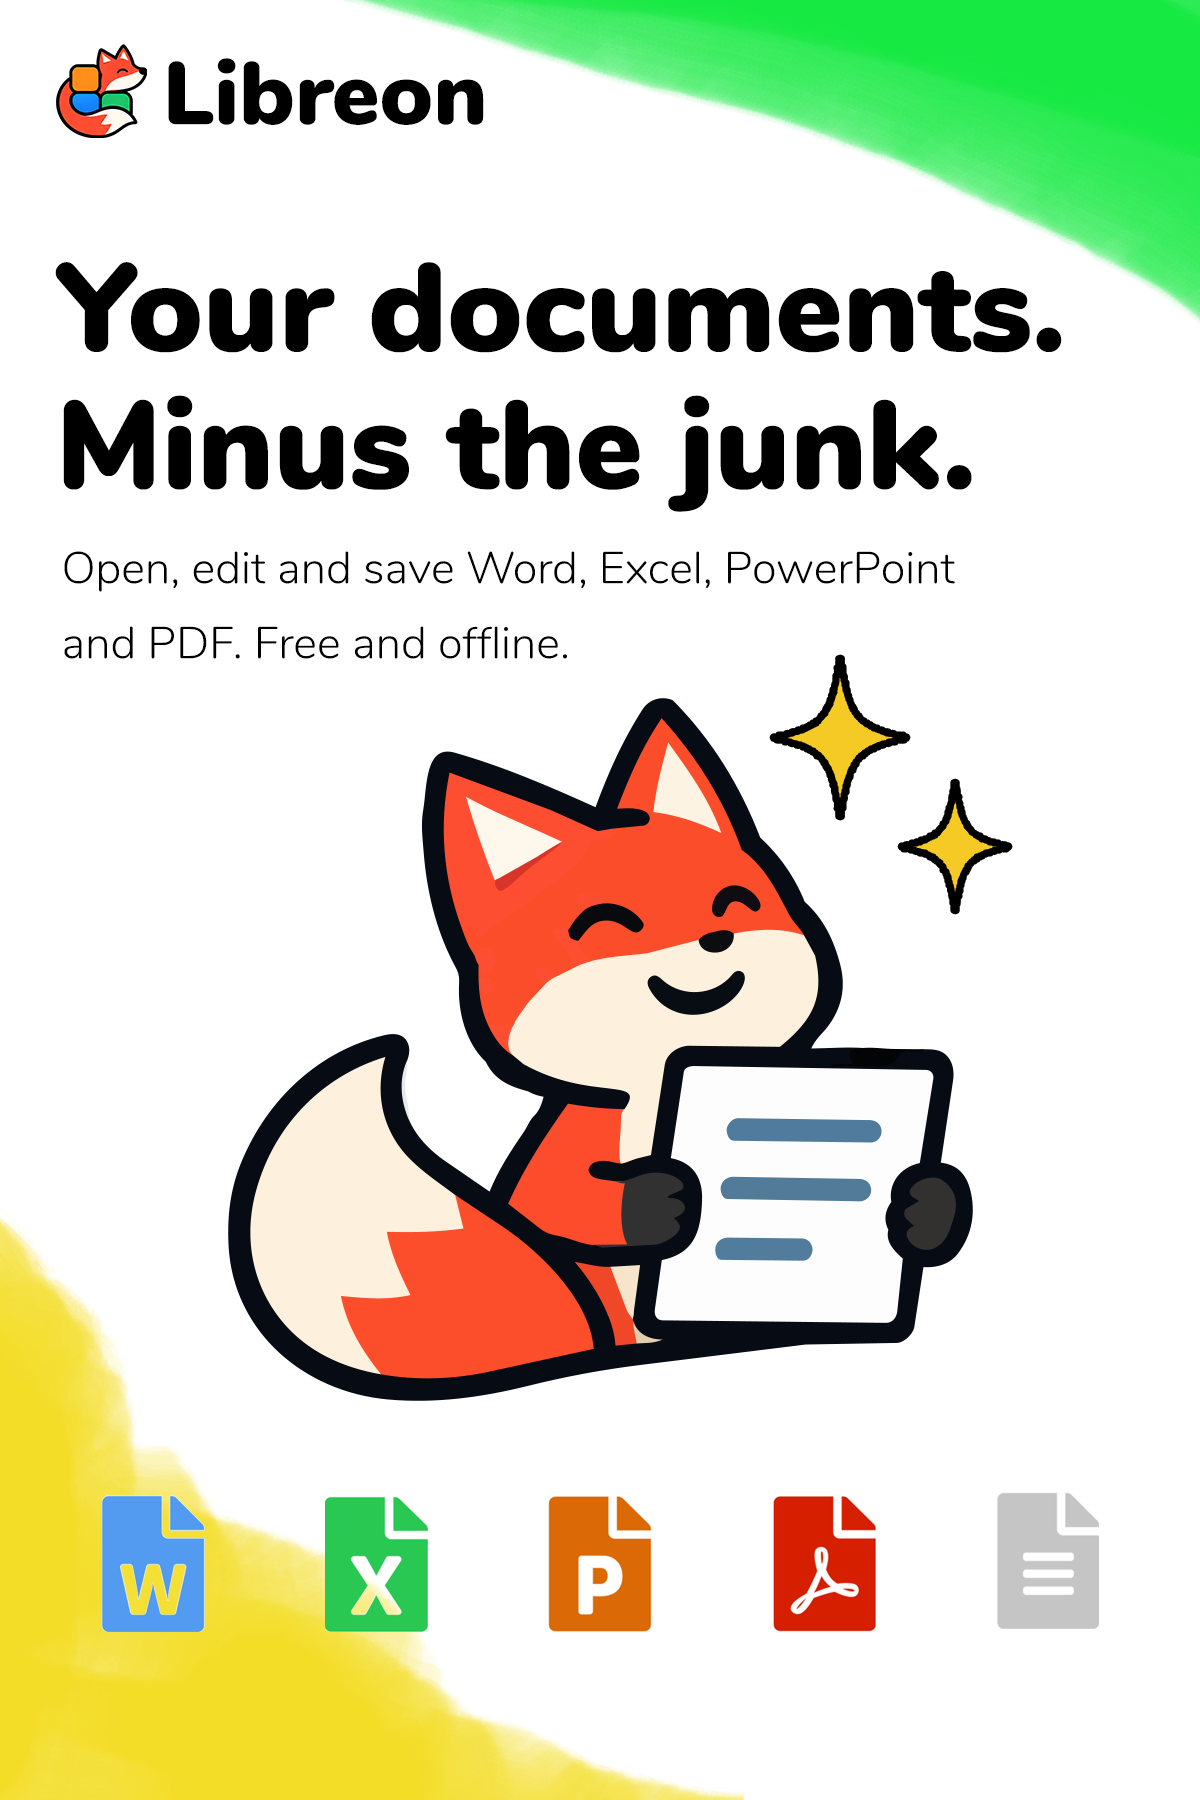 Libreon
Your documents.
Minus the junk.
Open, edit and save Word, Excel, PowerPoint
and PDF. Free and offline.
W X P